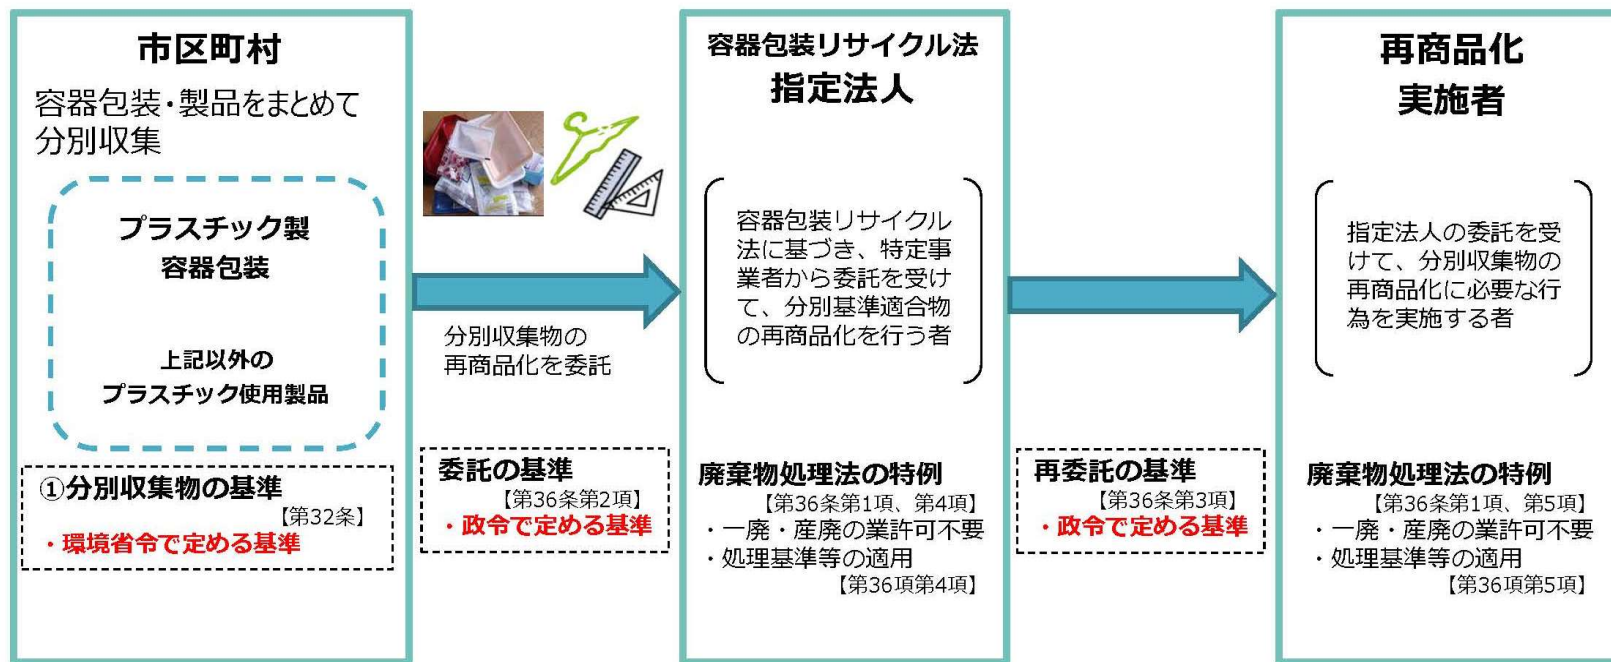 市区町村
容器包装・製品をまとめて
分別収集
プラスチック製
容器包装
上記以外の
プラスチック使用製品
①分別収集物の基準
【第32条】
・環境省令で定める基準
分別収集物の
再商品化を委託
委託の基準
【第36条第2項】
・政令で定める基準
容器包装リサイクル法
指定法人
容器包装リサイクル
法に基づき、特定事
業者から委託を受け
て、分別基準適合物
の再商品化を行う者
廃棄物処理法の特例
【第36条第1項、第4項】
・一廃・産廃の業許可不要
・処理基準等の適用
【第36項第4項】
再委託の基準
【第36条第3項】
・政令で定める基準
再商品化
実施者
指定法人の委託を受
けて、分別収集物の
再商品化に必要な行
為を実施する者
廃棄物処理法の特例
【第36条第1項、第5項】
・一廃・産廃の業許可不要
・処理基準等の適用
【第36項第5項】